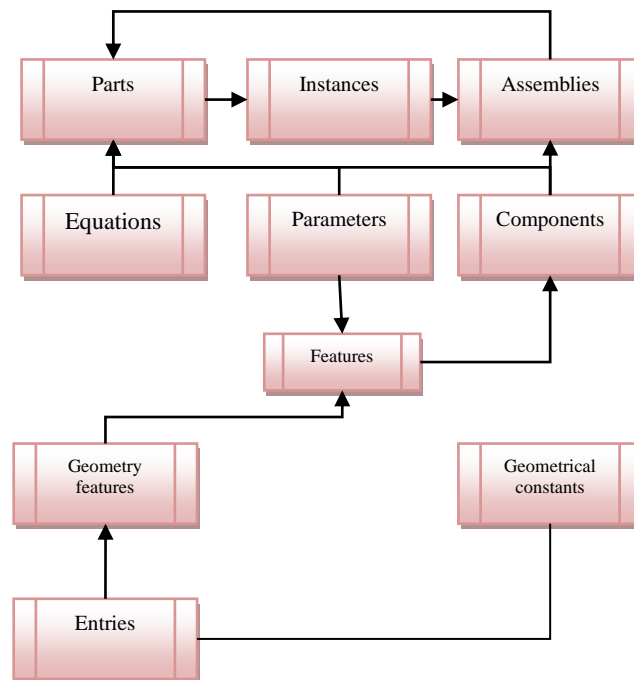 Parts
Instances
Assemblies
Equations
Parameters
Components
Features
Geometry
features
Geometrical
constants
Entries